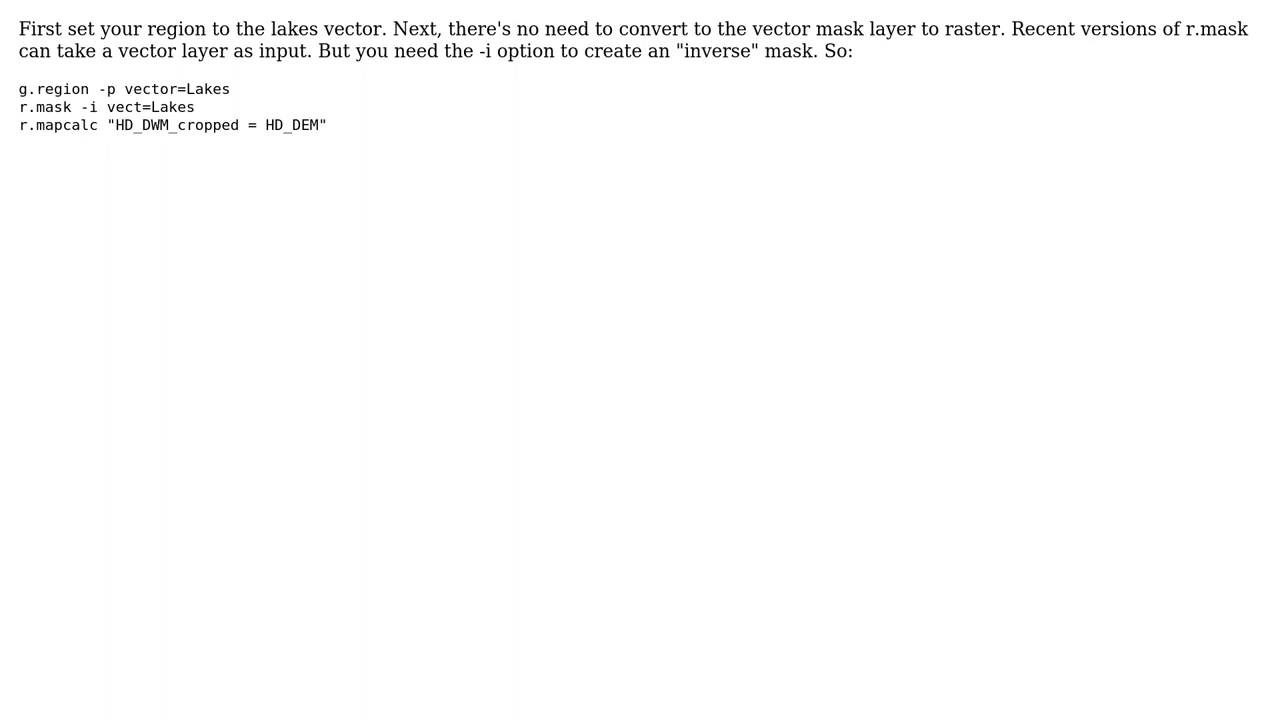 First set your region to the lakes vector. Next, there's no need to convert to the vector mask layer to raster. Recent versions of r.mask
can take a vector layer as input. But you need the -i option to create an "inverse" mask. So:
g.region -p vector=Lakes
r.mask -i vect=Lakes
r.mapcalc "HD_DWM_cropped = HD_DEM"